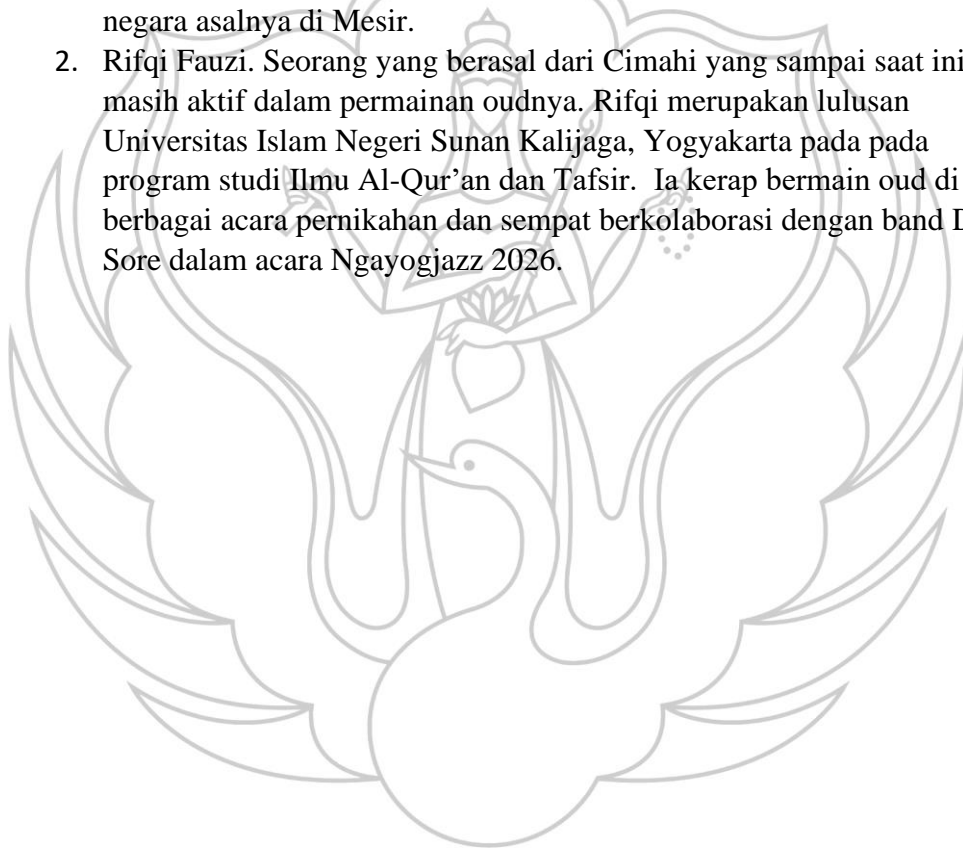 negara asalnya di Mesir.
2. Rifqi Fauzi. Seorang yang berasal dari Cimahi yang sampai saat ini
masih aktif dalam permainan oudnya. Rifqi merupakan lulusan
Universitas Islam Negeri Sunan Kalijaga, Yogyakarta pada pada
program studi Ilmu Al-Qur’an dan Tafsir. Ia kerap bermain oud di
berbagai acara pernikahan dan sempat berkolaborasi dengan band
Sore dalam acara Ngayogjazz 2026.